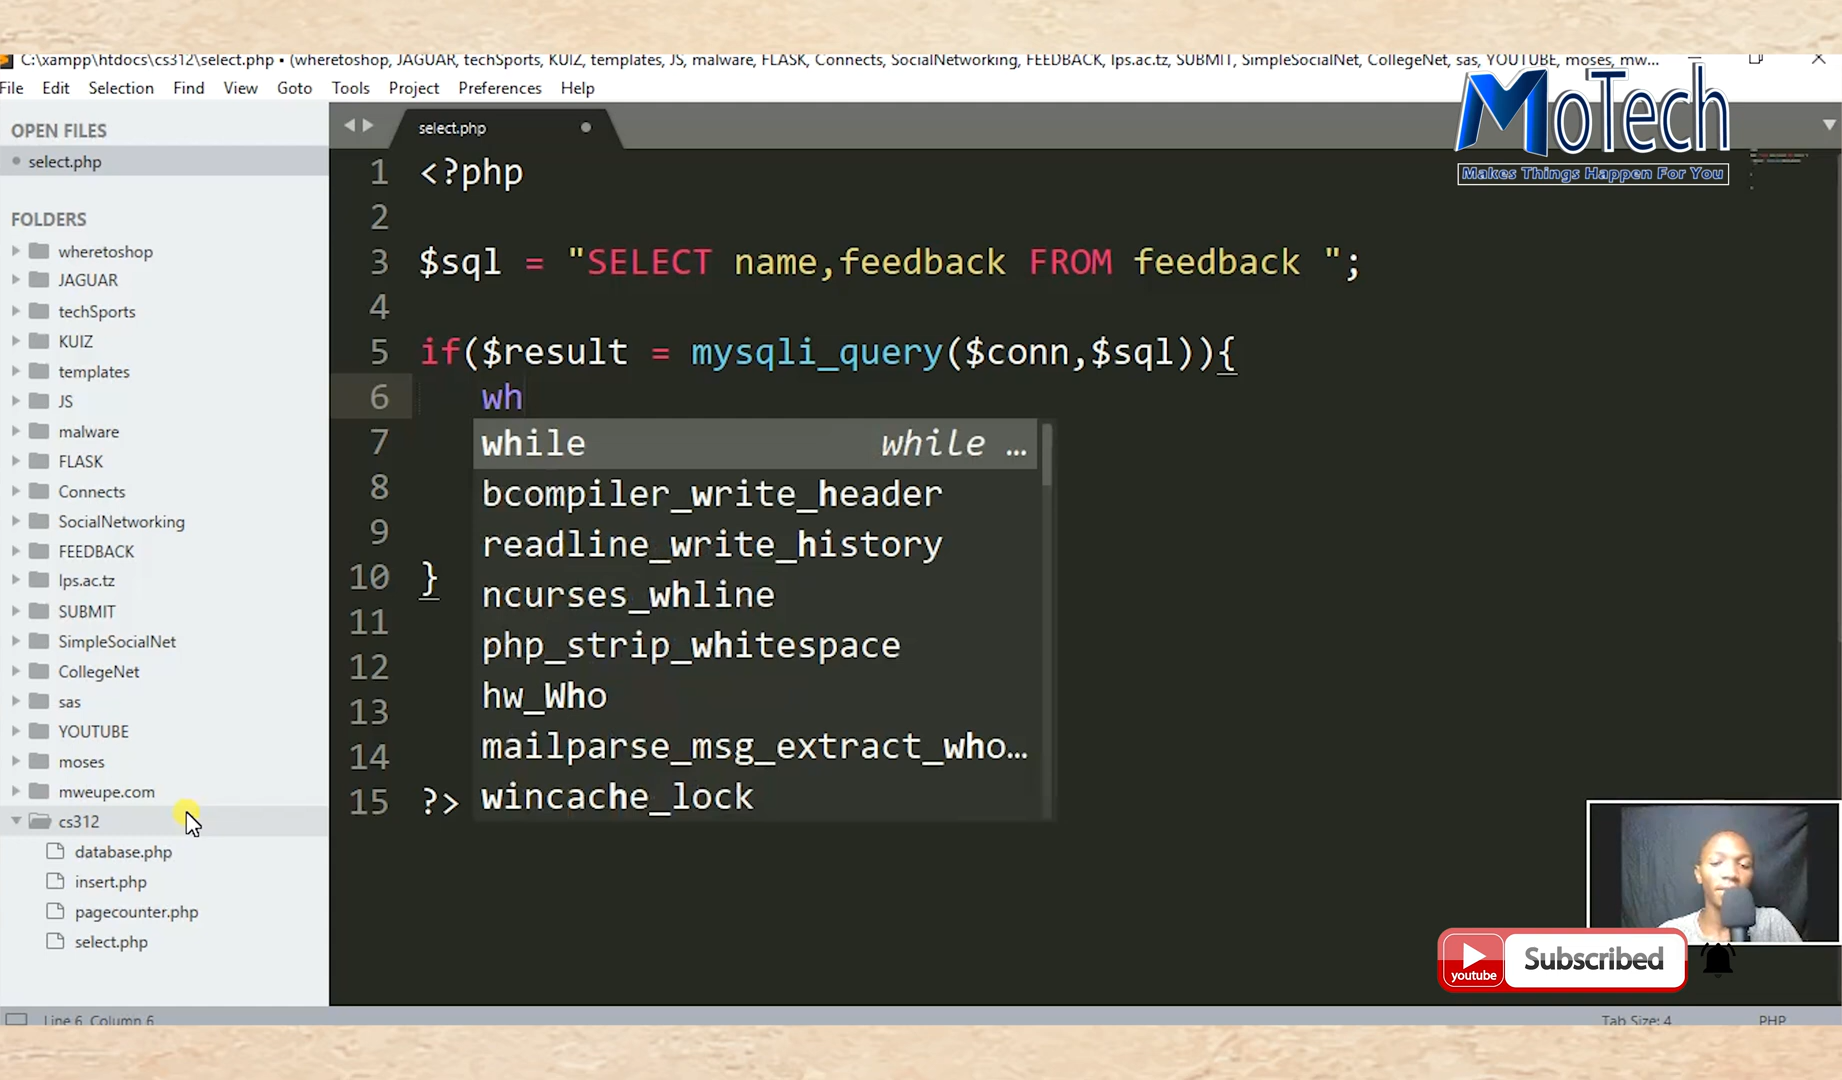 C:\xampp\htdocs\cs312\select.php • (wheretoshop, JAGUAR, techSports, KUIZ, templates, JS, malware, FLASK, Connects, SocialNetworking, FEEDBACK, lps.ac.tz, SUBMIT, SimpleSocialNet, CollegeNet, sas, YOUTUBE, moses, mw...
File Edit Selection Find View Goto Tools Project Preferences Help
MoTech
Makes Things Happen For You
OPEN FILES
select.php
FOLDERS
wheretoshop
JAGUAR
techSports
KUIZ
templates
JS
malware
FLASK
Connects
SocialNetworking
FEEDBACK
lps.ac.tz
SUBMIT
SimpleSocialNet
CollegeNet
sas
YOUTUBE
moses
mweupe.com
cs312
database.php
insert.php
pagecounter.php
select.php
select.php
1 <?php
2
3 $sql = "SELECT name,feedback FROM feedback ";
4
5 if($result = mysqli_query($conn,$sql)){
6 wh
7
8
9
10 }
11
12
13
14
15 ?>
while while ...
bcompiler_write_header
readline_write_history
ncurses_whline
php_strip_whitespace
hw_Who
mailparse_msg_extract_who...
wincache_lock
youtube
Subscribed
Line 6, Column 6
Tab Size: 4
PHP